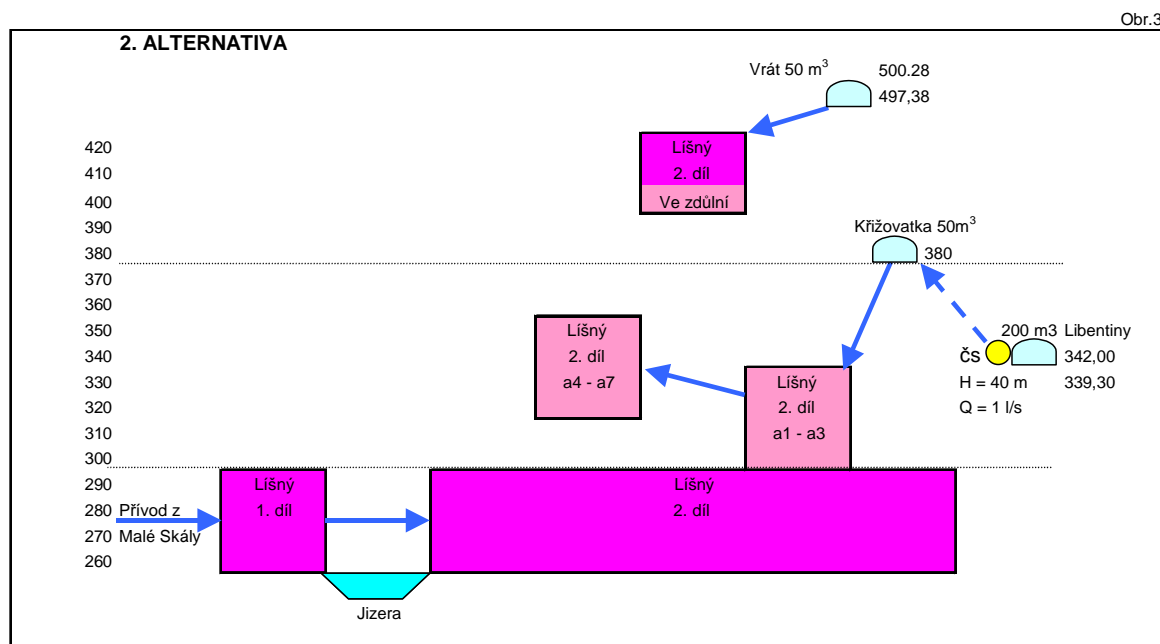 Obr.3
2. ALTERNATIVA
Vrát 50 m³ 500.28
497,38
420
410
400
390
380
370
360
350
340
330
320
310
300
290
280
270
260
Líšný
2. díl
Ve zdůlní
Křižovatka 50m³
380
200 m3 Libentiny
čs 342,00
H = 40 m 339,30
Q = 1 l/s
Líšný
2. díl
a4 - a7
Líšný
2. díl
a1 - a3
Přívod z
Malé Skály
Líšný
1. díl
Líšný
2. díl
Jizera